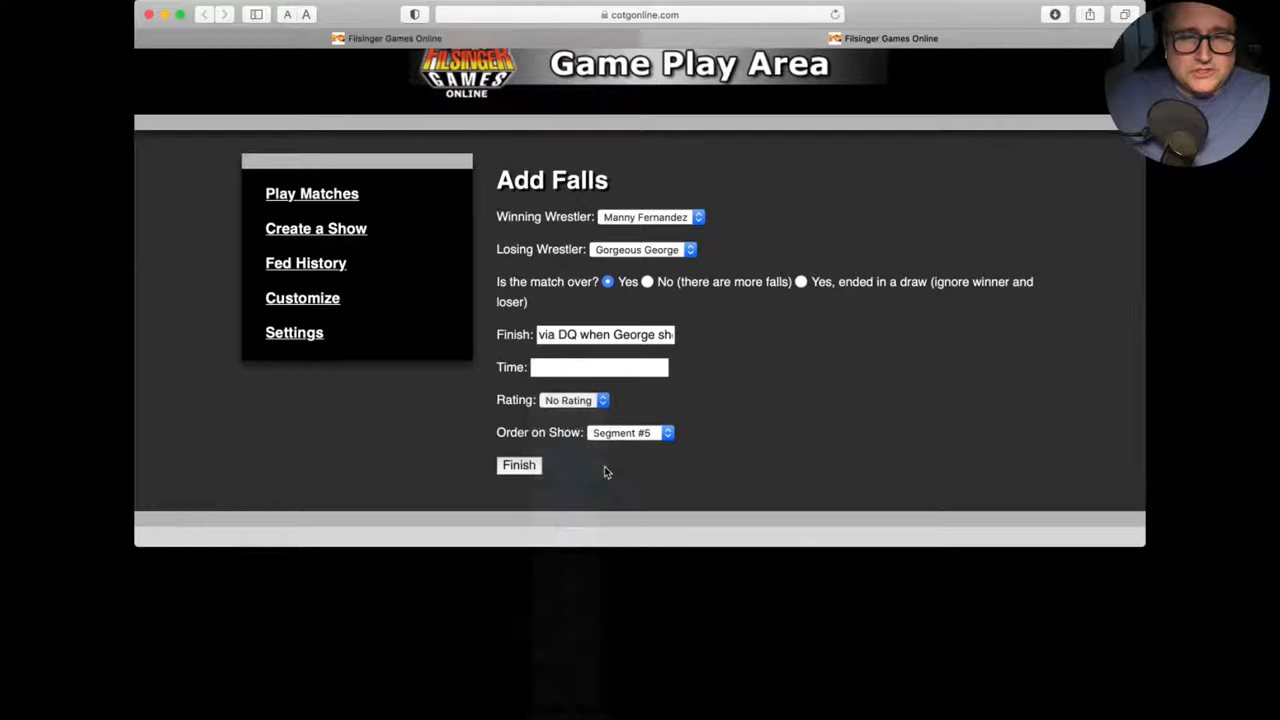 A A
cotgonline.com
Filsinger Games Online
Filsinger Games Online
FILSINGER
GAMES
ONLINE
Game Play Area
Play Matches
Create a Show
Fed History
Customize
Settings
Add Falls
Winning Wrestler: Manny Fernandez
Losing Wrestler: Gorgeous George
Is the match over? Yes No (there are more falls) Yes, ended in a draw (ignore winner and
loser)
Finish: via DQ when George sh
Time:
Rating: No Rating
Order on Show: Segment #5
Finish